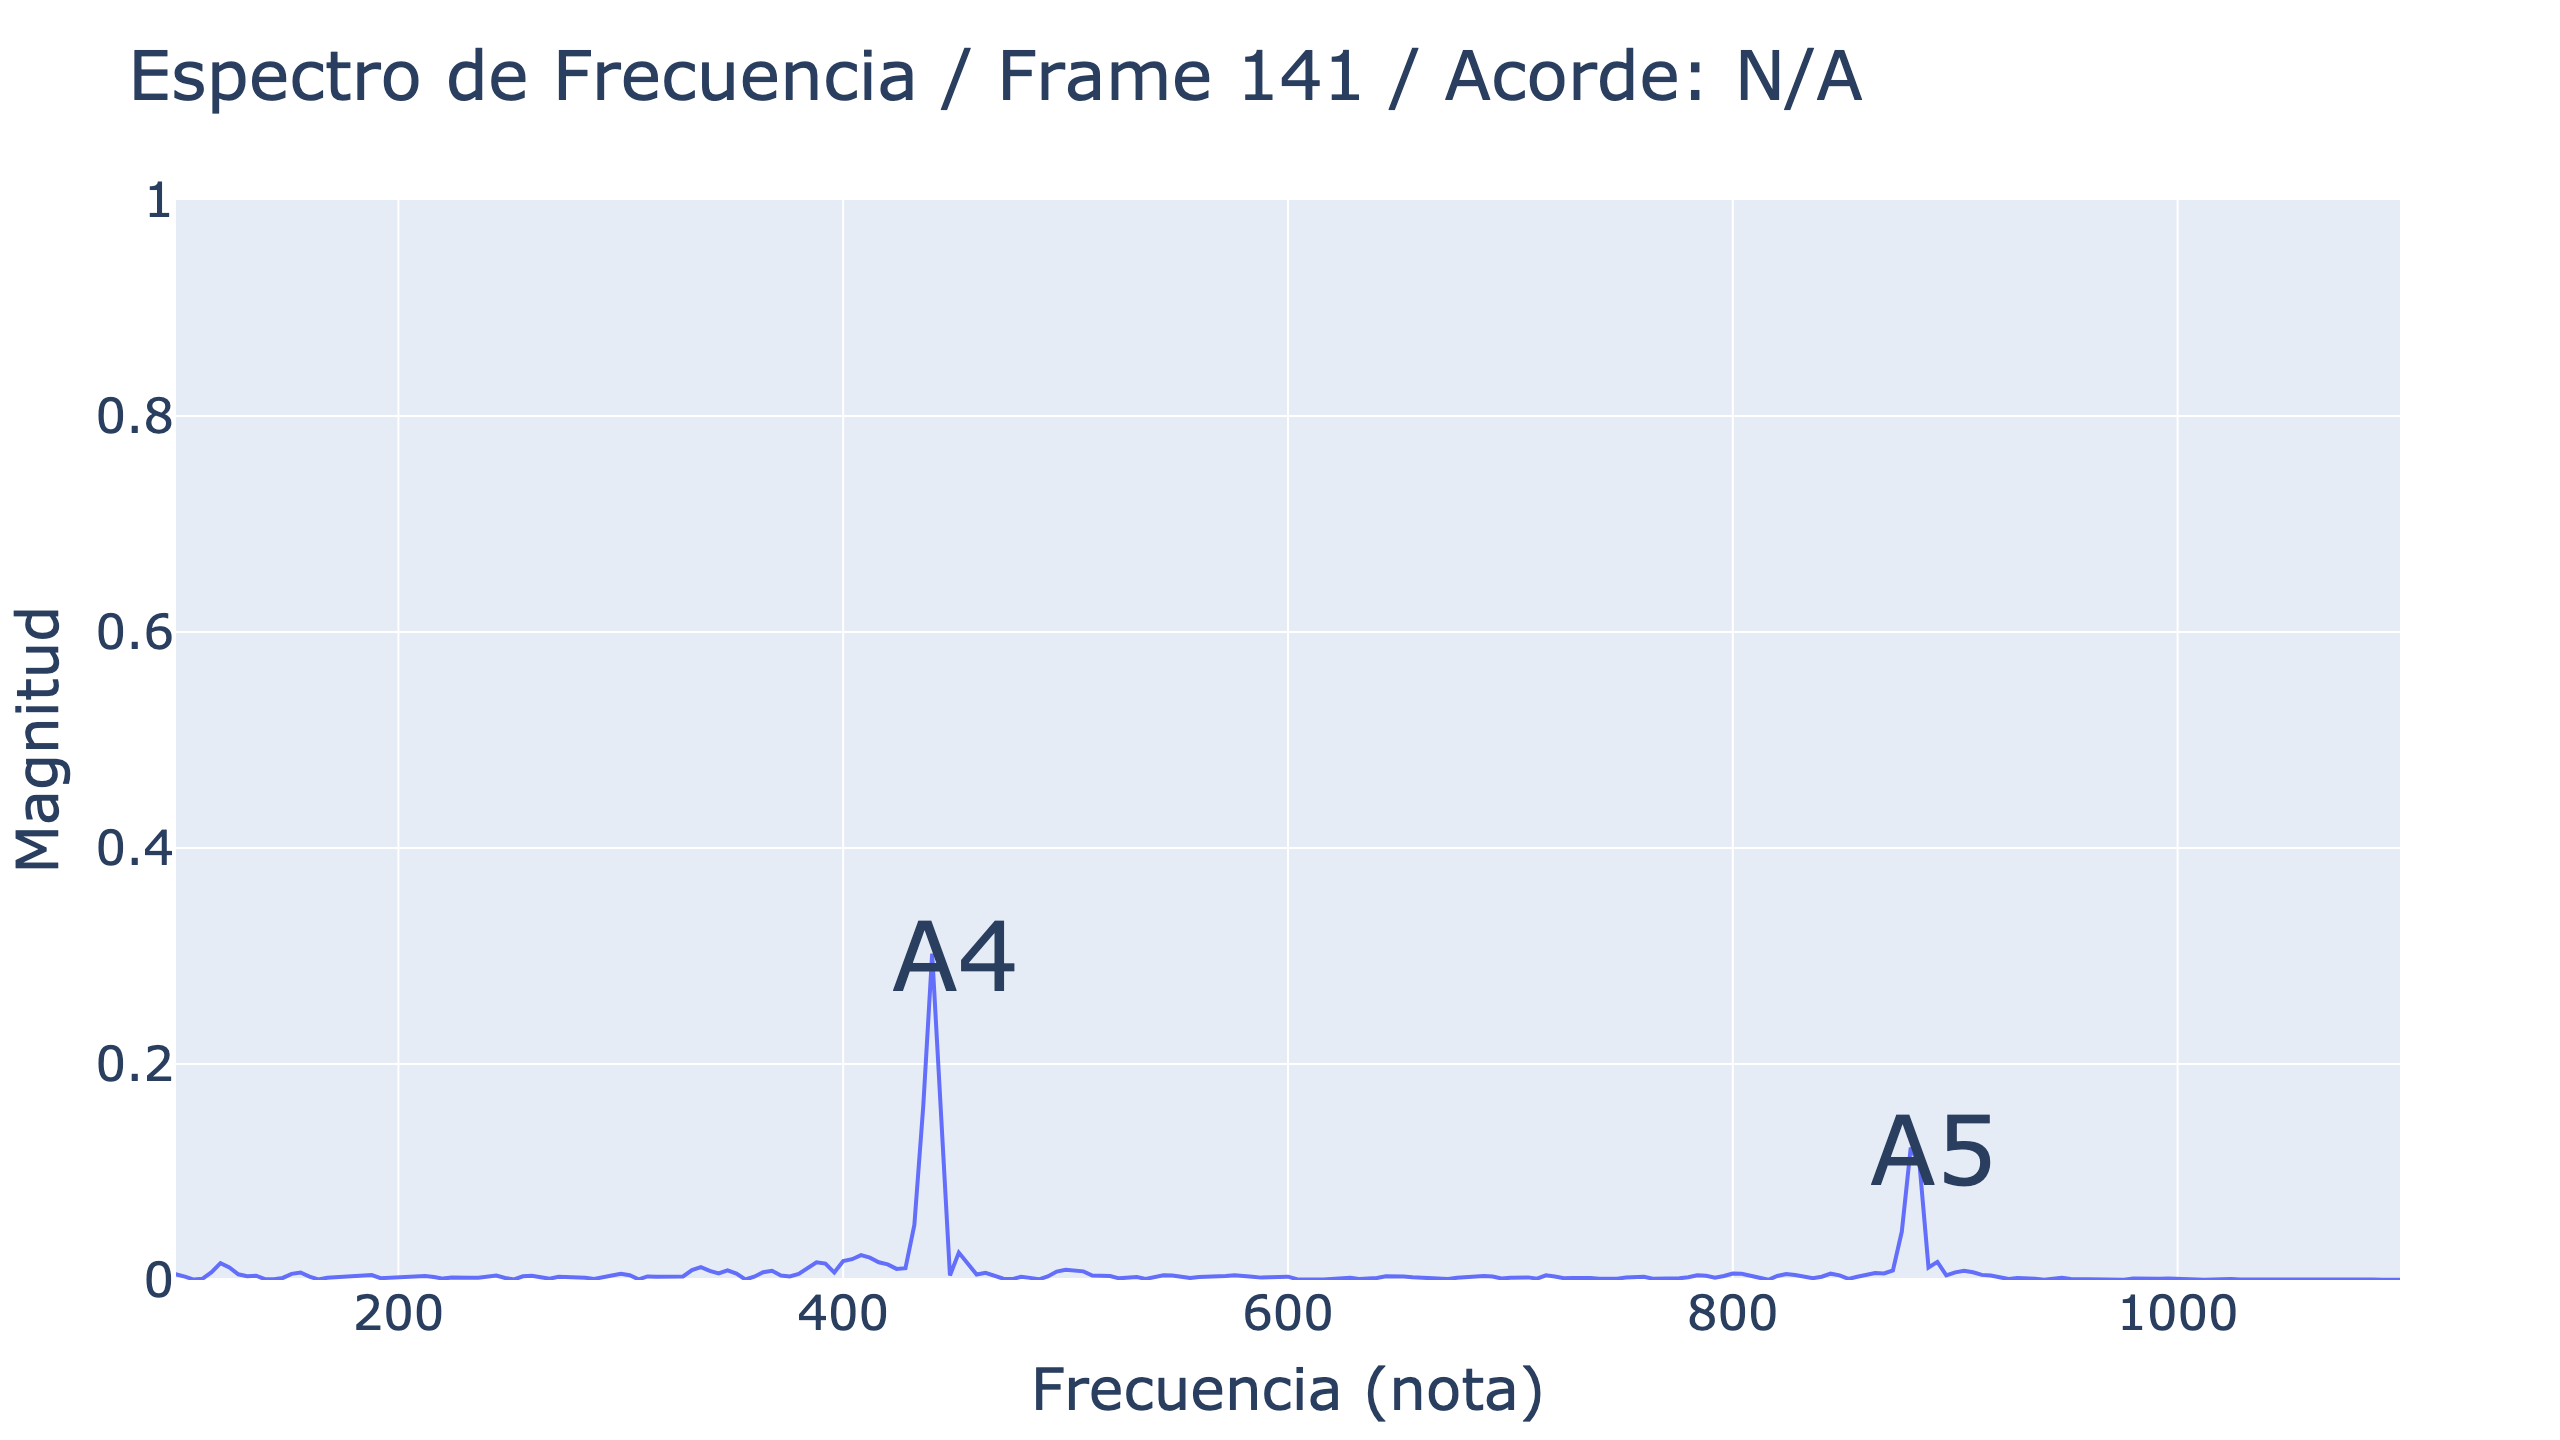 Espectro de Frecuencia / Frame 141 / Acorde: N/A
1
0.8
0.6
0.4
0.2
0
Magnitud
A4
A5
200 400 600 800 1000
Frecuencia (nota)